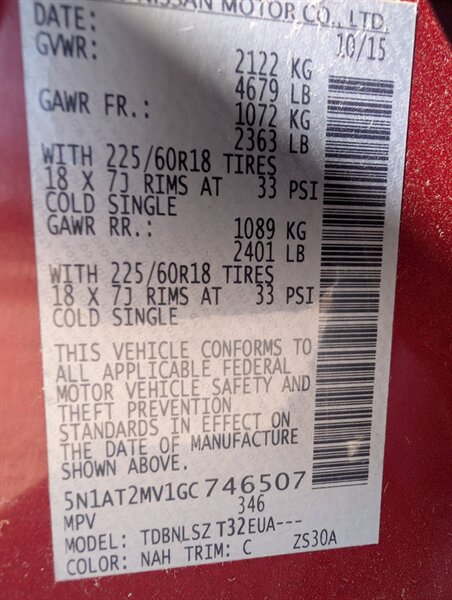 NISSAN MOTOR CO., LTD.
DATE: 10/15
GVWR: 2122 KG
4679 LB
GAWR FR.: 1072 KG
2363 LB
WITH 225/60R18 TIRES
18 X 7J RIMS AT 33 PSI
COLD SINGLE
GAWR RR.: 1089 KG
2401 LB
WITH 225/60R18 TIRES
18 X 7J RIMS AT 33 PSI
COLD SINGLE
THIS VEHICLE CONFORMS TO
ALL APPLICABLE FEDERAL
MOTOR VEHICLE SAFETY AND
THEFT PREVENTION
STANDARDS IN EFFECT ON
THE DATE OF MANUFACTURE
SHOWN ABOVE.
5N1AT2MV1GC746507
MPV 346
MODEL: TDBNLSZ T32EUA---
COLOR: NAH TRIM: C ZS30A